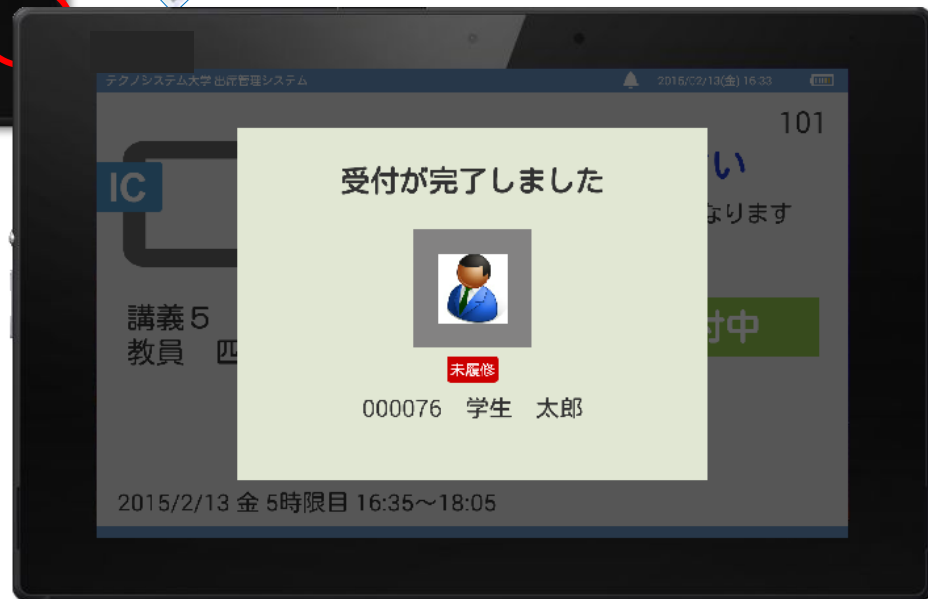 テクノシステム大学 出席管理システム
2015/02/13(金) 16:33
101
IC
い
なります
受付が完了しました
未履修
000076 学生 太郎
講義5
教員 四
付中
2015/2/13 金 5時限目 16:35～18:05